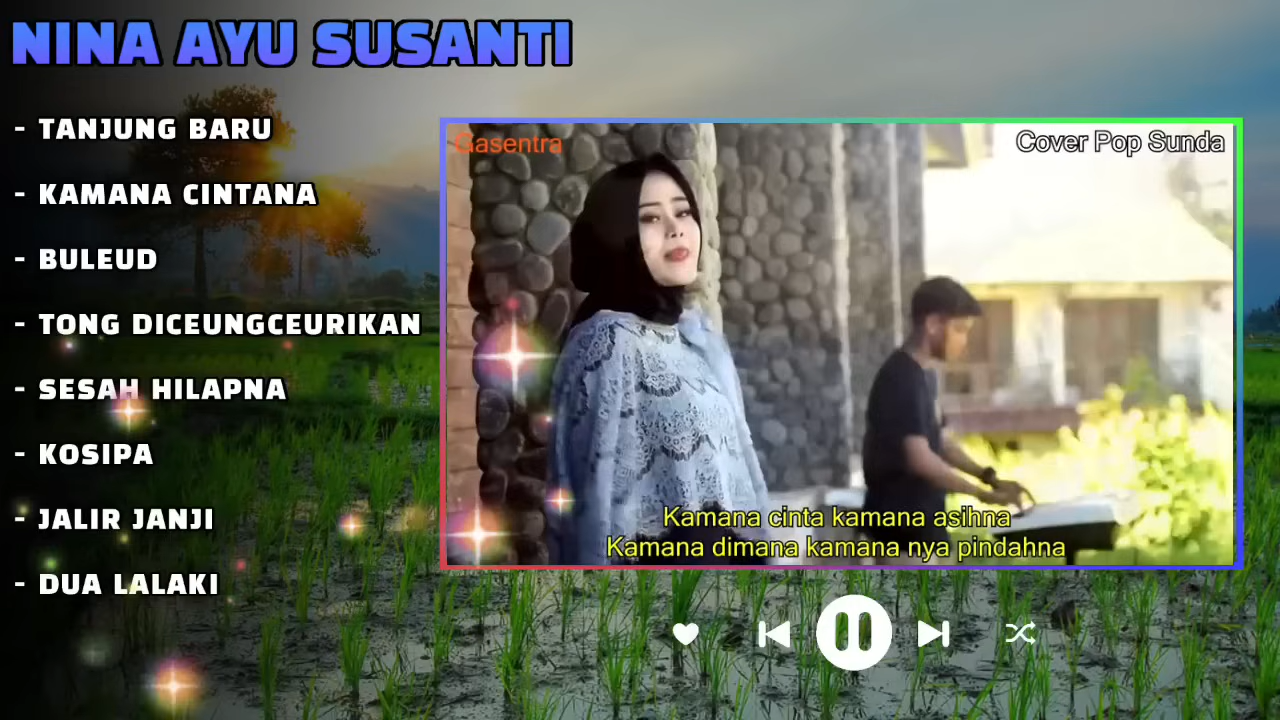 NINA AYU SUSANTI
- TANJUNG BARU
- KAMANA CINTANA
- BULEUD
- TONG DICEUNGCEURIKAN
- SESAH HILAPNA
- KOSIPA
- JALIR JANJI
- DUA LALAKI
Gasentra
Cover Pop Sunda
Kamana cinta kamana asihna
Kamana dimana kamana nya pindahna